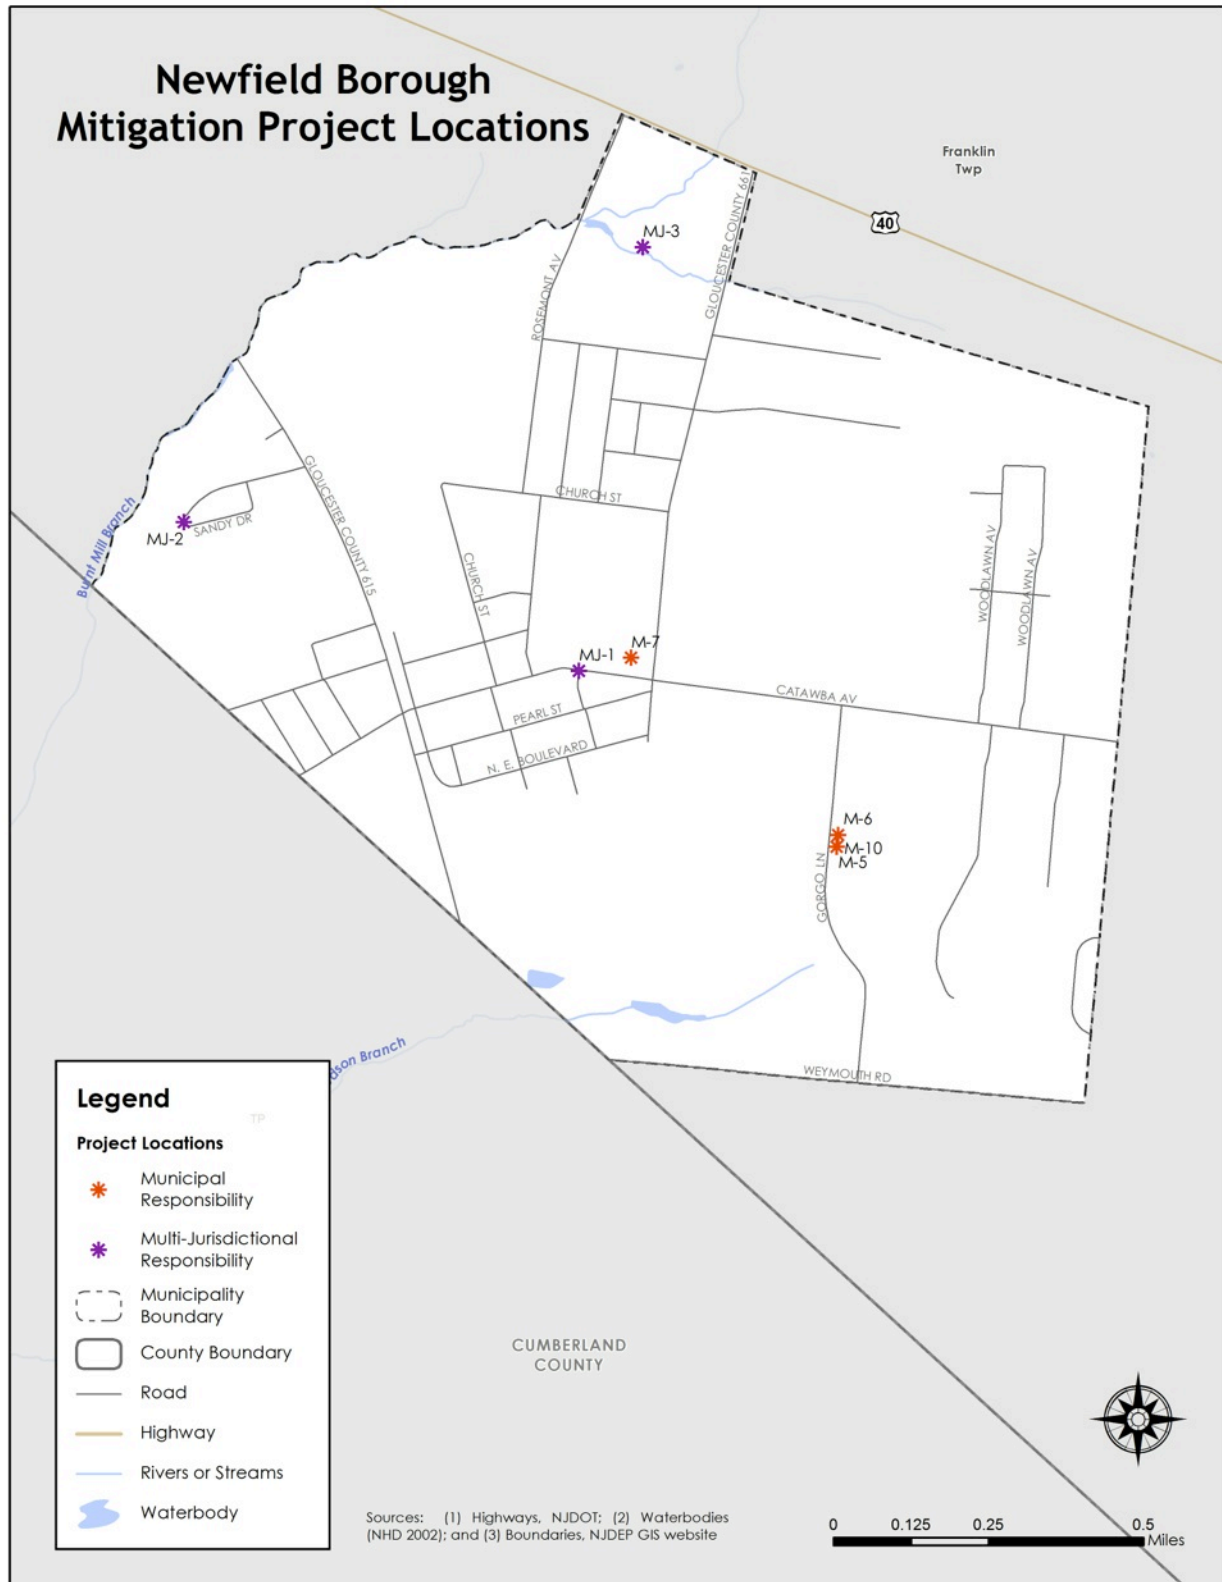 Newfield Borough
Mitigation Project Locations
Franklin
Twp
40
GLOUCESTER COUNTY 661
MJ-3
ROSEMONT AV
GLOUCESTER COUNTY 615
CHURCH ST
Burnt Mill Branch
SANDY DR
MJ-2
CHURCH ST
WOODLAWN AV
WOODLAWN AV
M-7
MJ-1
CATAWBA AV
PEARL ST
N. E. BOULEVARD
M-6
M-10
M-5
GORGO LN
dson Branch
WEYMOUTH RD
Legend
TP
Project Locations
Municipal
Responsibility
Multi-Jurisdictional
Responsibility
Municipality
Boundary
County Boundary
Road
Highway
Rivers or Streams
Waterbody
CUMBERLAND
COUNTY
Sources: (1) Highways, NJDOT; (2) Waterbodies
(NHD 2002); and (3) Boundaries, NJDEP GIS website
0 0.125 0.25 0.5
Miles